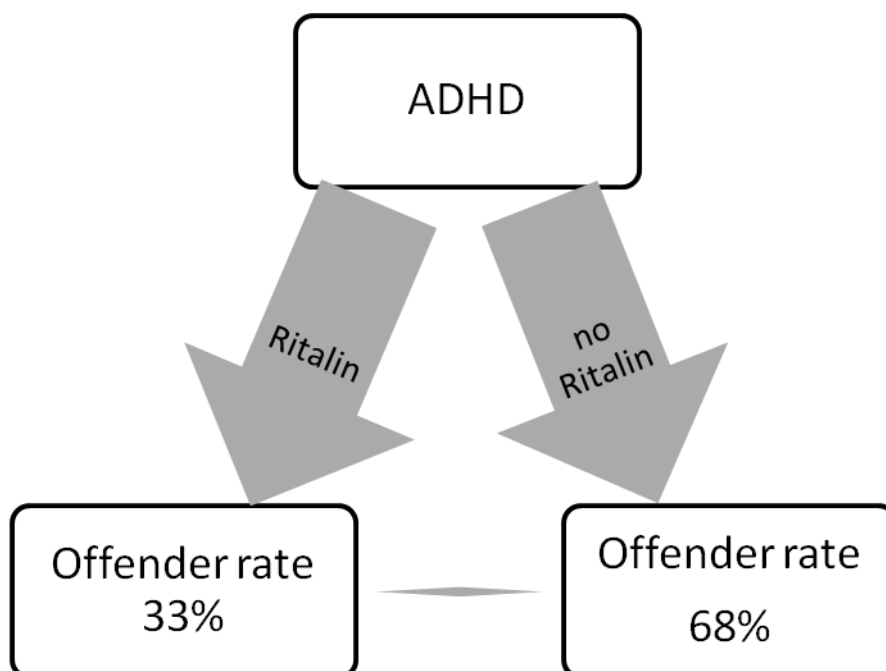 ADHD
Ritalin
no
Ritalin
Offender rate
33%
Offender rate
68%